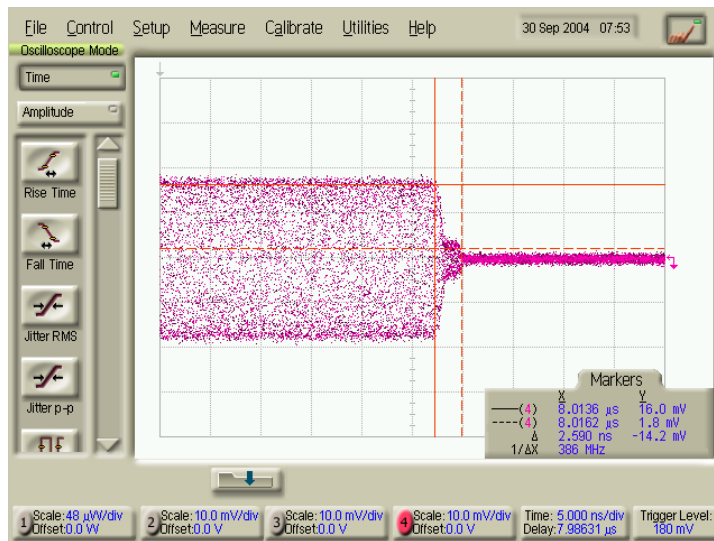 File Control Setup Measure Calibrate Utilities Help 30 Sep 2004 07:53
Oscilloscope Mode
Time
Amplitude
Rise Time
Fall Time
Jitter RMS
Jitter p-p
Markers
X Y
——(4) 8.0136 µs 16.0 mV
----(4) 8.0162 µs 1.8 mV
Δ 2.590 ns -14.2 mV
1/ΔX 386 MHz
1 Scale:48 µW/div 2 Scale:10.0 mV/div 3 Scale:10.0 mV/div 4 Scale:10.0 mV/div Time:5.000 ns/div Trigger Level:
Offset:0.0 W Offset:0.0 V Offset:0.0 V Offset:0.0 V Delay:7.98631 µs 180 mV